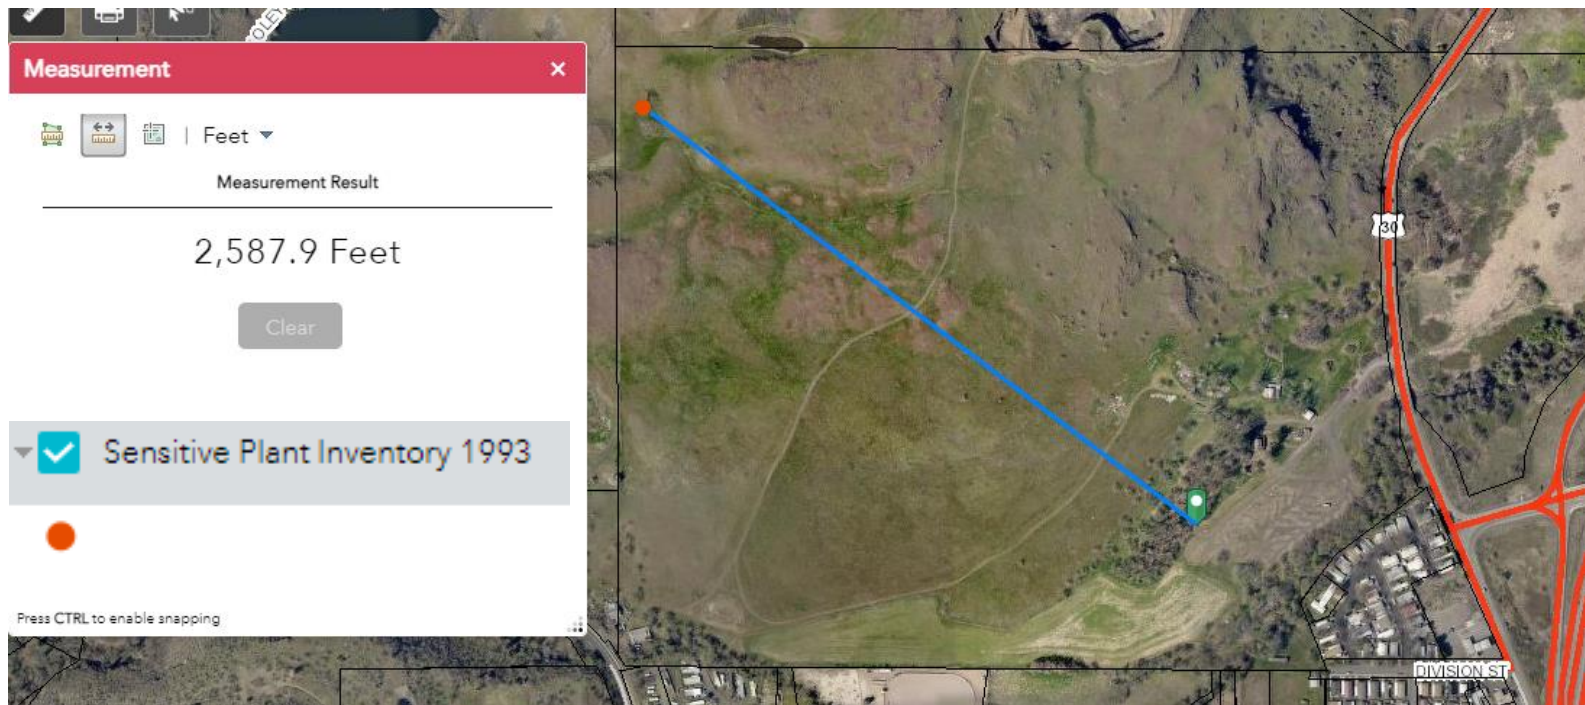 Measurement
Feet
Measurement Result
2,587.9 Feet
Clear
Sensitive Plant Inventory 1993
Press CTRL to enable snapping
30
DIVISION ST